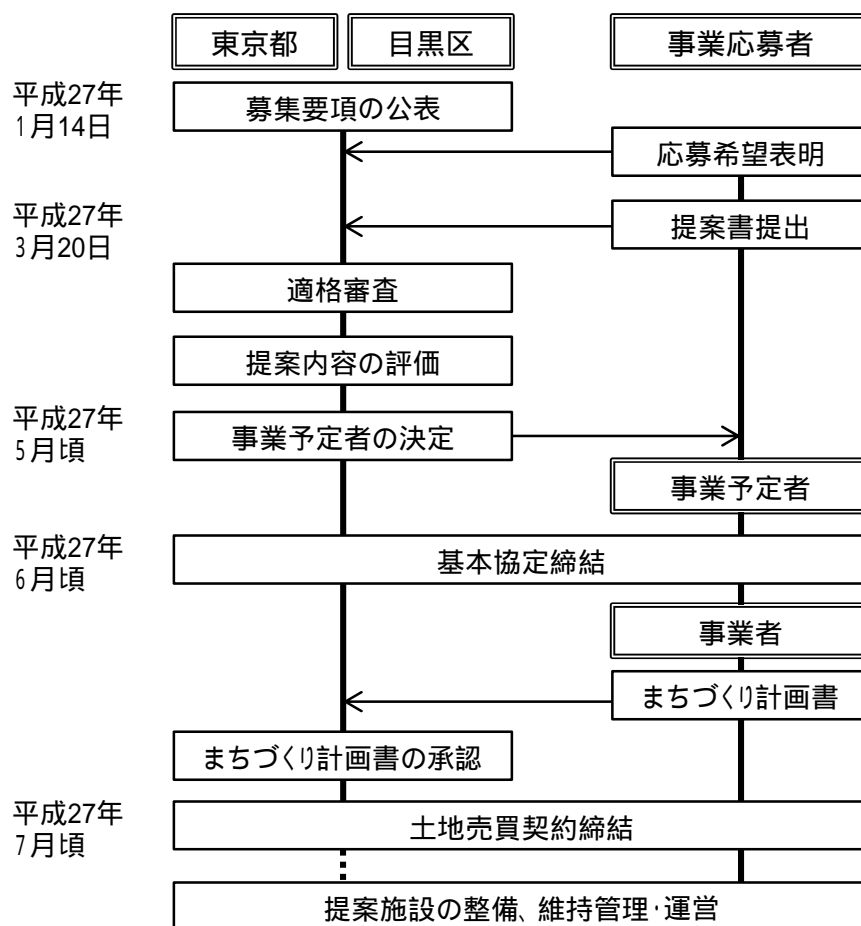 東京都 目黒区 事業応募者
平成27年
1月14日
募集要項の公表
応募希望表明
平成27年
3月20日
提案書提出
適格審査
提案内容の評価
平成27年
5月頃
事業予定者の決定
事業予定者
平成27年
6月頃
基本協定締結
事業者
まちづくり計画書
まちづくり計画書の承認
平成27年
7月頃
土地売買契約締結
提案施設の整備、維持管理・運営